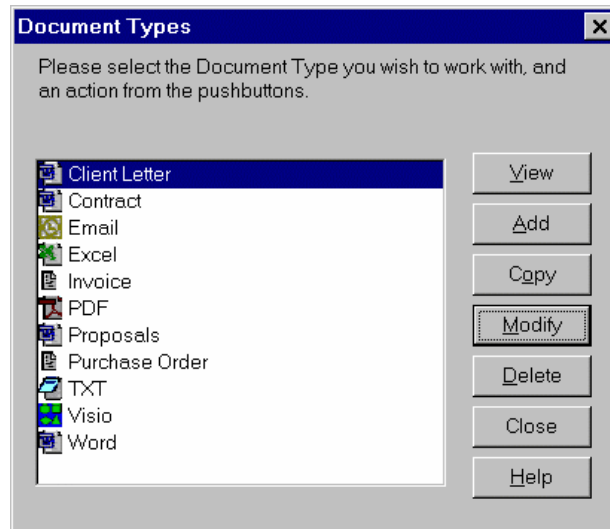 Document Types
Please select the Document Type you wish to work with, and
an action from the pushbuttons.
Client Letter
Contract
Email
Excel
Invoice
PDF
Proposals
Purchase Order
TXT
Visio
Word
View
Add
Copy
Modify
Delete
Close
Help